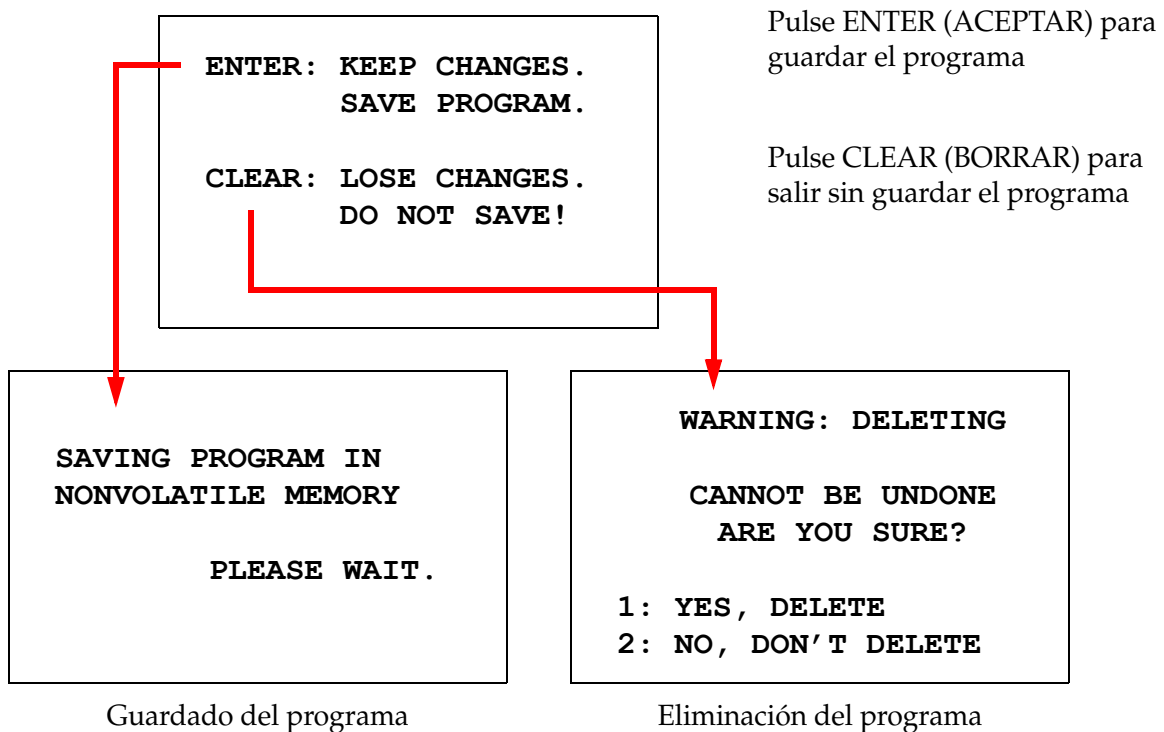 ENTER: KEEP CHANGES.
SAVE PROGRAM.
CLEAR: LOSE CHANGES.
DO NOT SAVE!
Pulse ENTER (ACEPTAR) para
guardar el programa
Pulse CLEAR (BORRAR) para
salir sin guardar el programa
SAVING PROGRAM IN
NONVOLATILE MEMORY
PLEASE WAIT.
Guardado del programa
WARNING: DELETING
CANNOT BE UNDONE
ARE YOU SURE?
1: YES, DELETE
2: NO, DON’T DELETE
Eliminación del programa